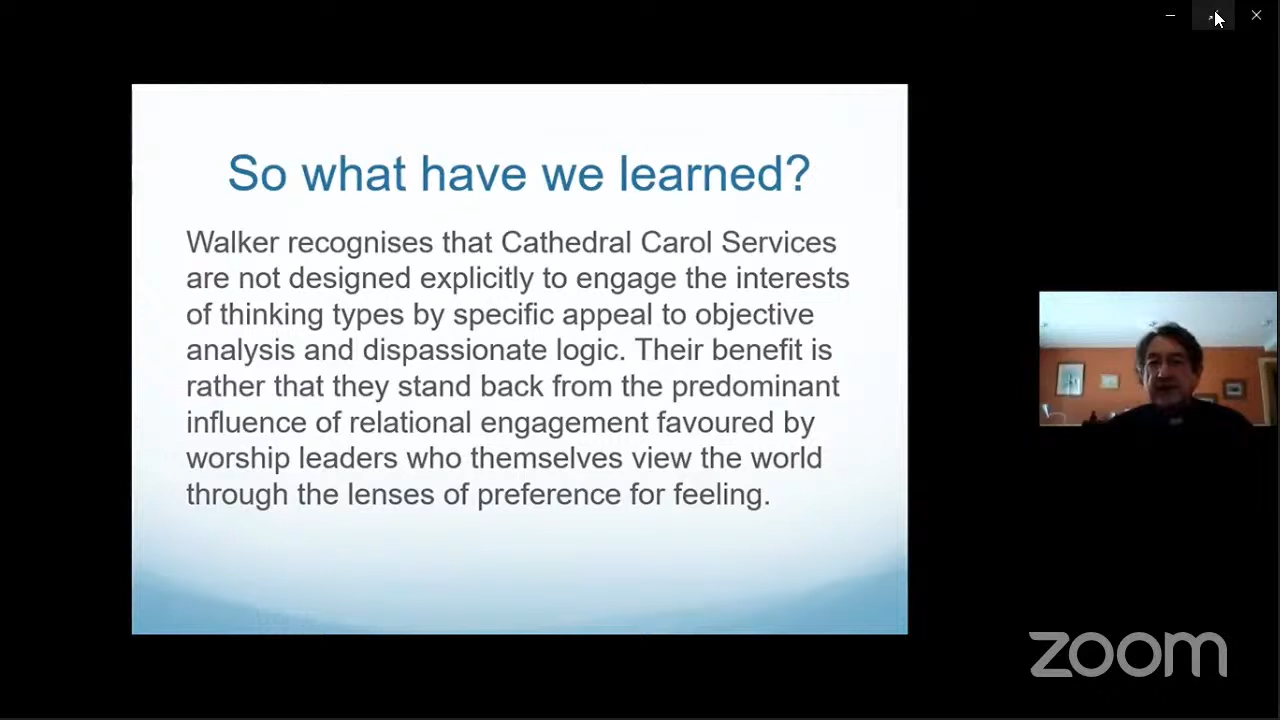 So what have we learned?
Walker recognises that Cathedral Carol Services
are not designed explicitly to engage the interests
of thinking types by specific appeal to objective
analysis and dispassionate logic. Their benefit is
rather that they stand back from the predominant
influence of relational engagement favoured by
worship leaders who themselves view the world
through the lenses of preference for feeling.
zoom